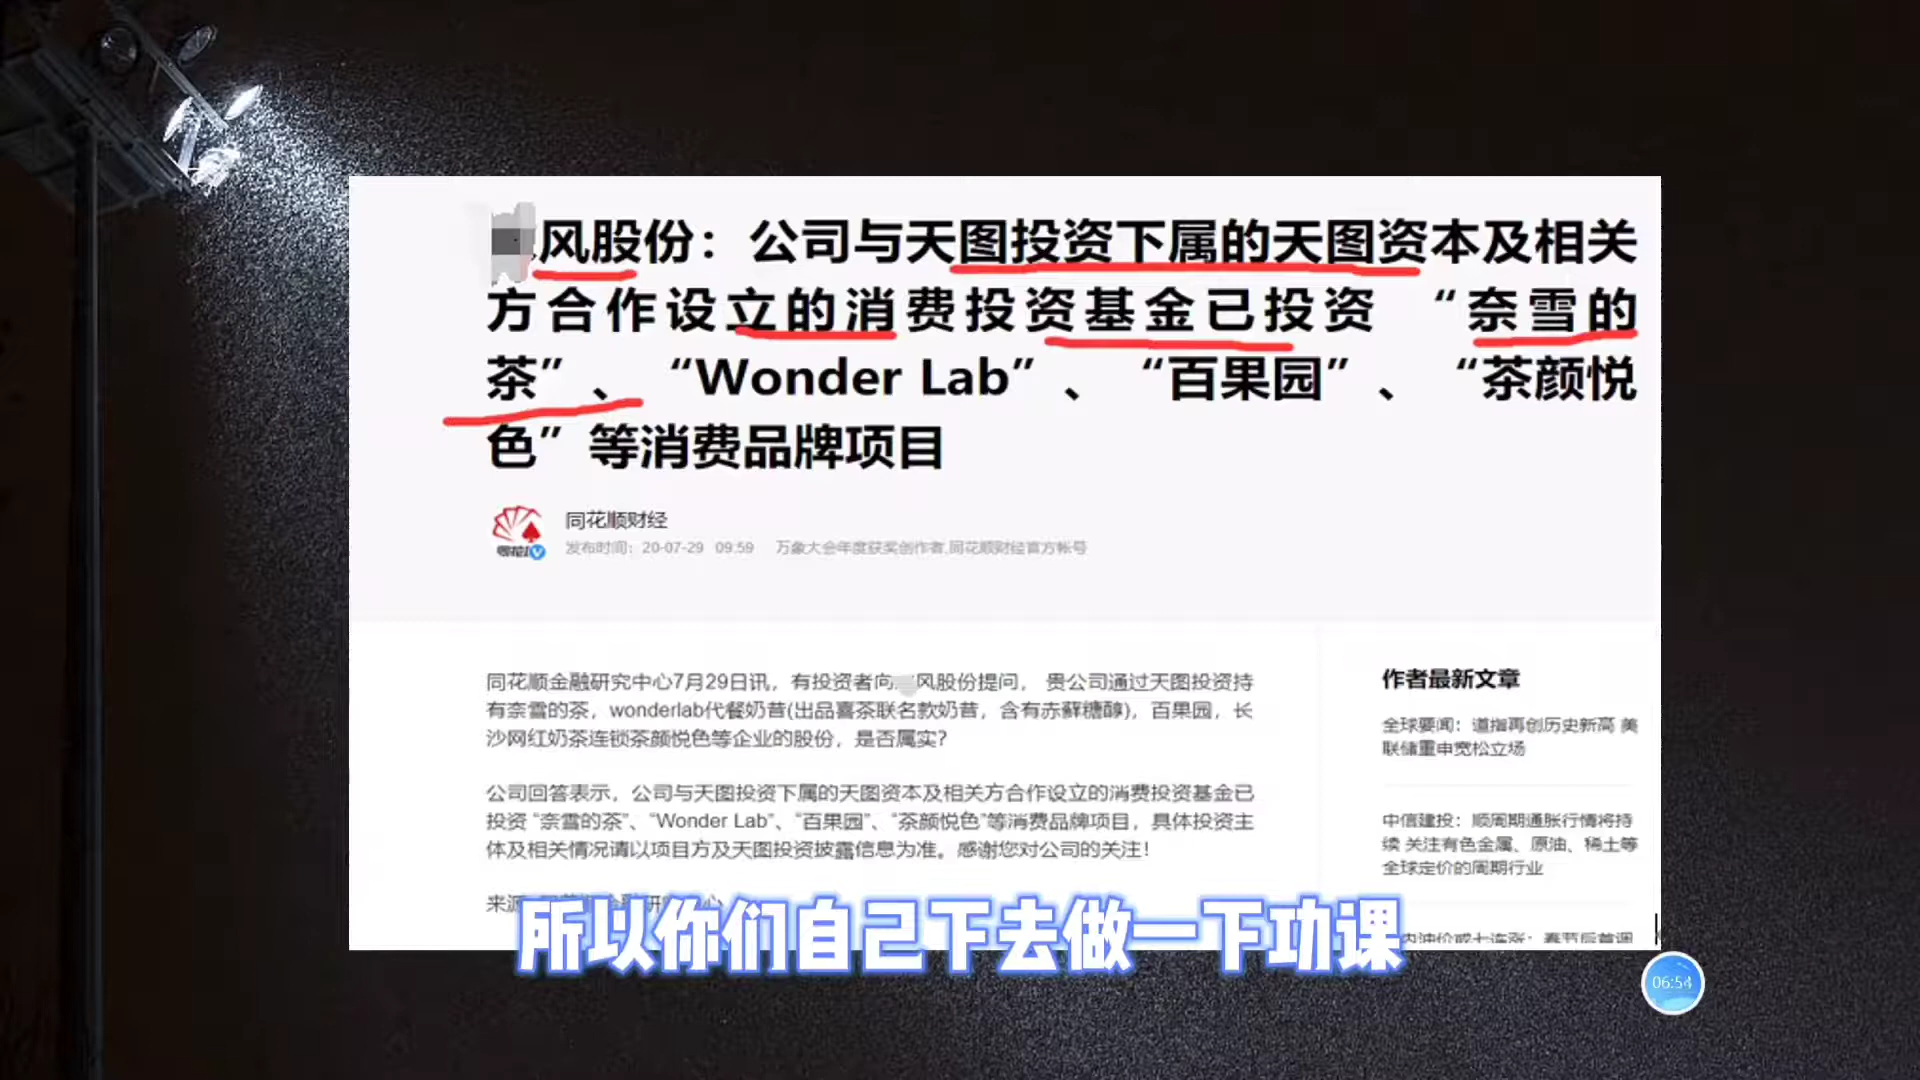 风股份：公司与天图投资下属的天图资本及相关
方合作设立的消费投资基金已投资 “奈雪的
茶”、“Wonder Lab”、“百果园”、“茶颜悦
色”等消费品牌项目
同花顺财经
发布时间：20-07-29 09:59 万象大会年度获奖创作者,同花顺财经官方帐号
同花顺金融研究中心7月29日讯，有投资者向 风股份提问， 贵公司通过天图投资持
有奈雪的茶，wonderlab代餐奶昔(出品喜茶联名款奶昔，含有赤藓糖醇)，百果园，长
沙网红奶茶连锁茶颜悦色等企业的股份，是否属实？
公司回答表示，公司与天图投资下属的天图资本及相关方合作设立的消费投资基金已
投资 “奈雪的茶”、“Wonder Lab”、“百果园”、“茶颜悦色”等消费品牌项目，具体投资主
体及相关情况请以项目方及天图投资披露信息为准。感谢您对公司的关注！
作者最新文章
全球要闻：道指再创历史新高 美
联储重申宽松立场
中信建投：顺周期通胀行情将持
续 关注有色金属、原油、稀土等
全球定价的周期行业
所以你们自己下去做一下功课
06:54